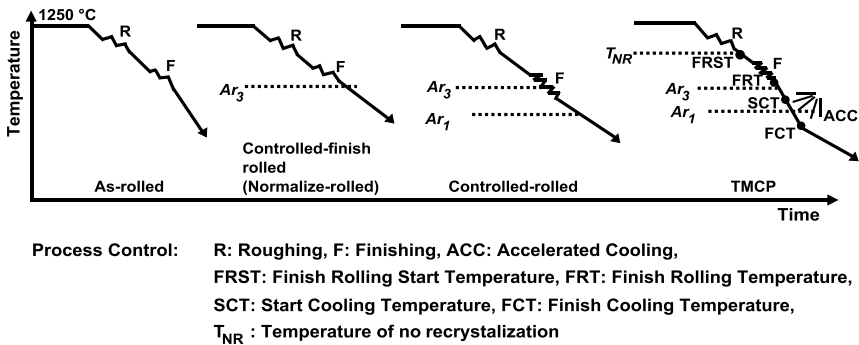 1250 °C
Temperature
R
F
R
F
Ar3
F
Ar3
Ar1
R
TNR
FRST
F
FRT
Ar3
SCT
Ar1
ACC
FCT
As-rolled
Controlled-finish
rolled
(Normalize-rolled)
Controlled-rolled
TMCP
Time
Process Control: R: Roughing, F: Finishing, ACC: Accelerated Cooling,
FRST: Finish Rolling Start Temperature, FRT: Finish Rolling Temperature,
SCT: Start Cooling Temperature, FCT: Finish Cooling Temperature,
TNR : Temperature of no recrystalization